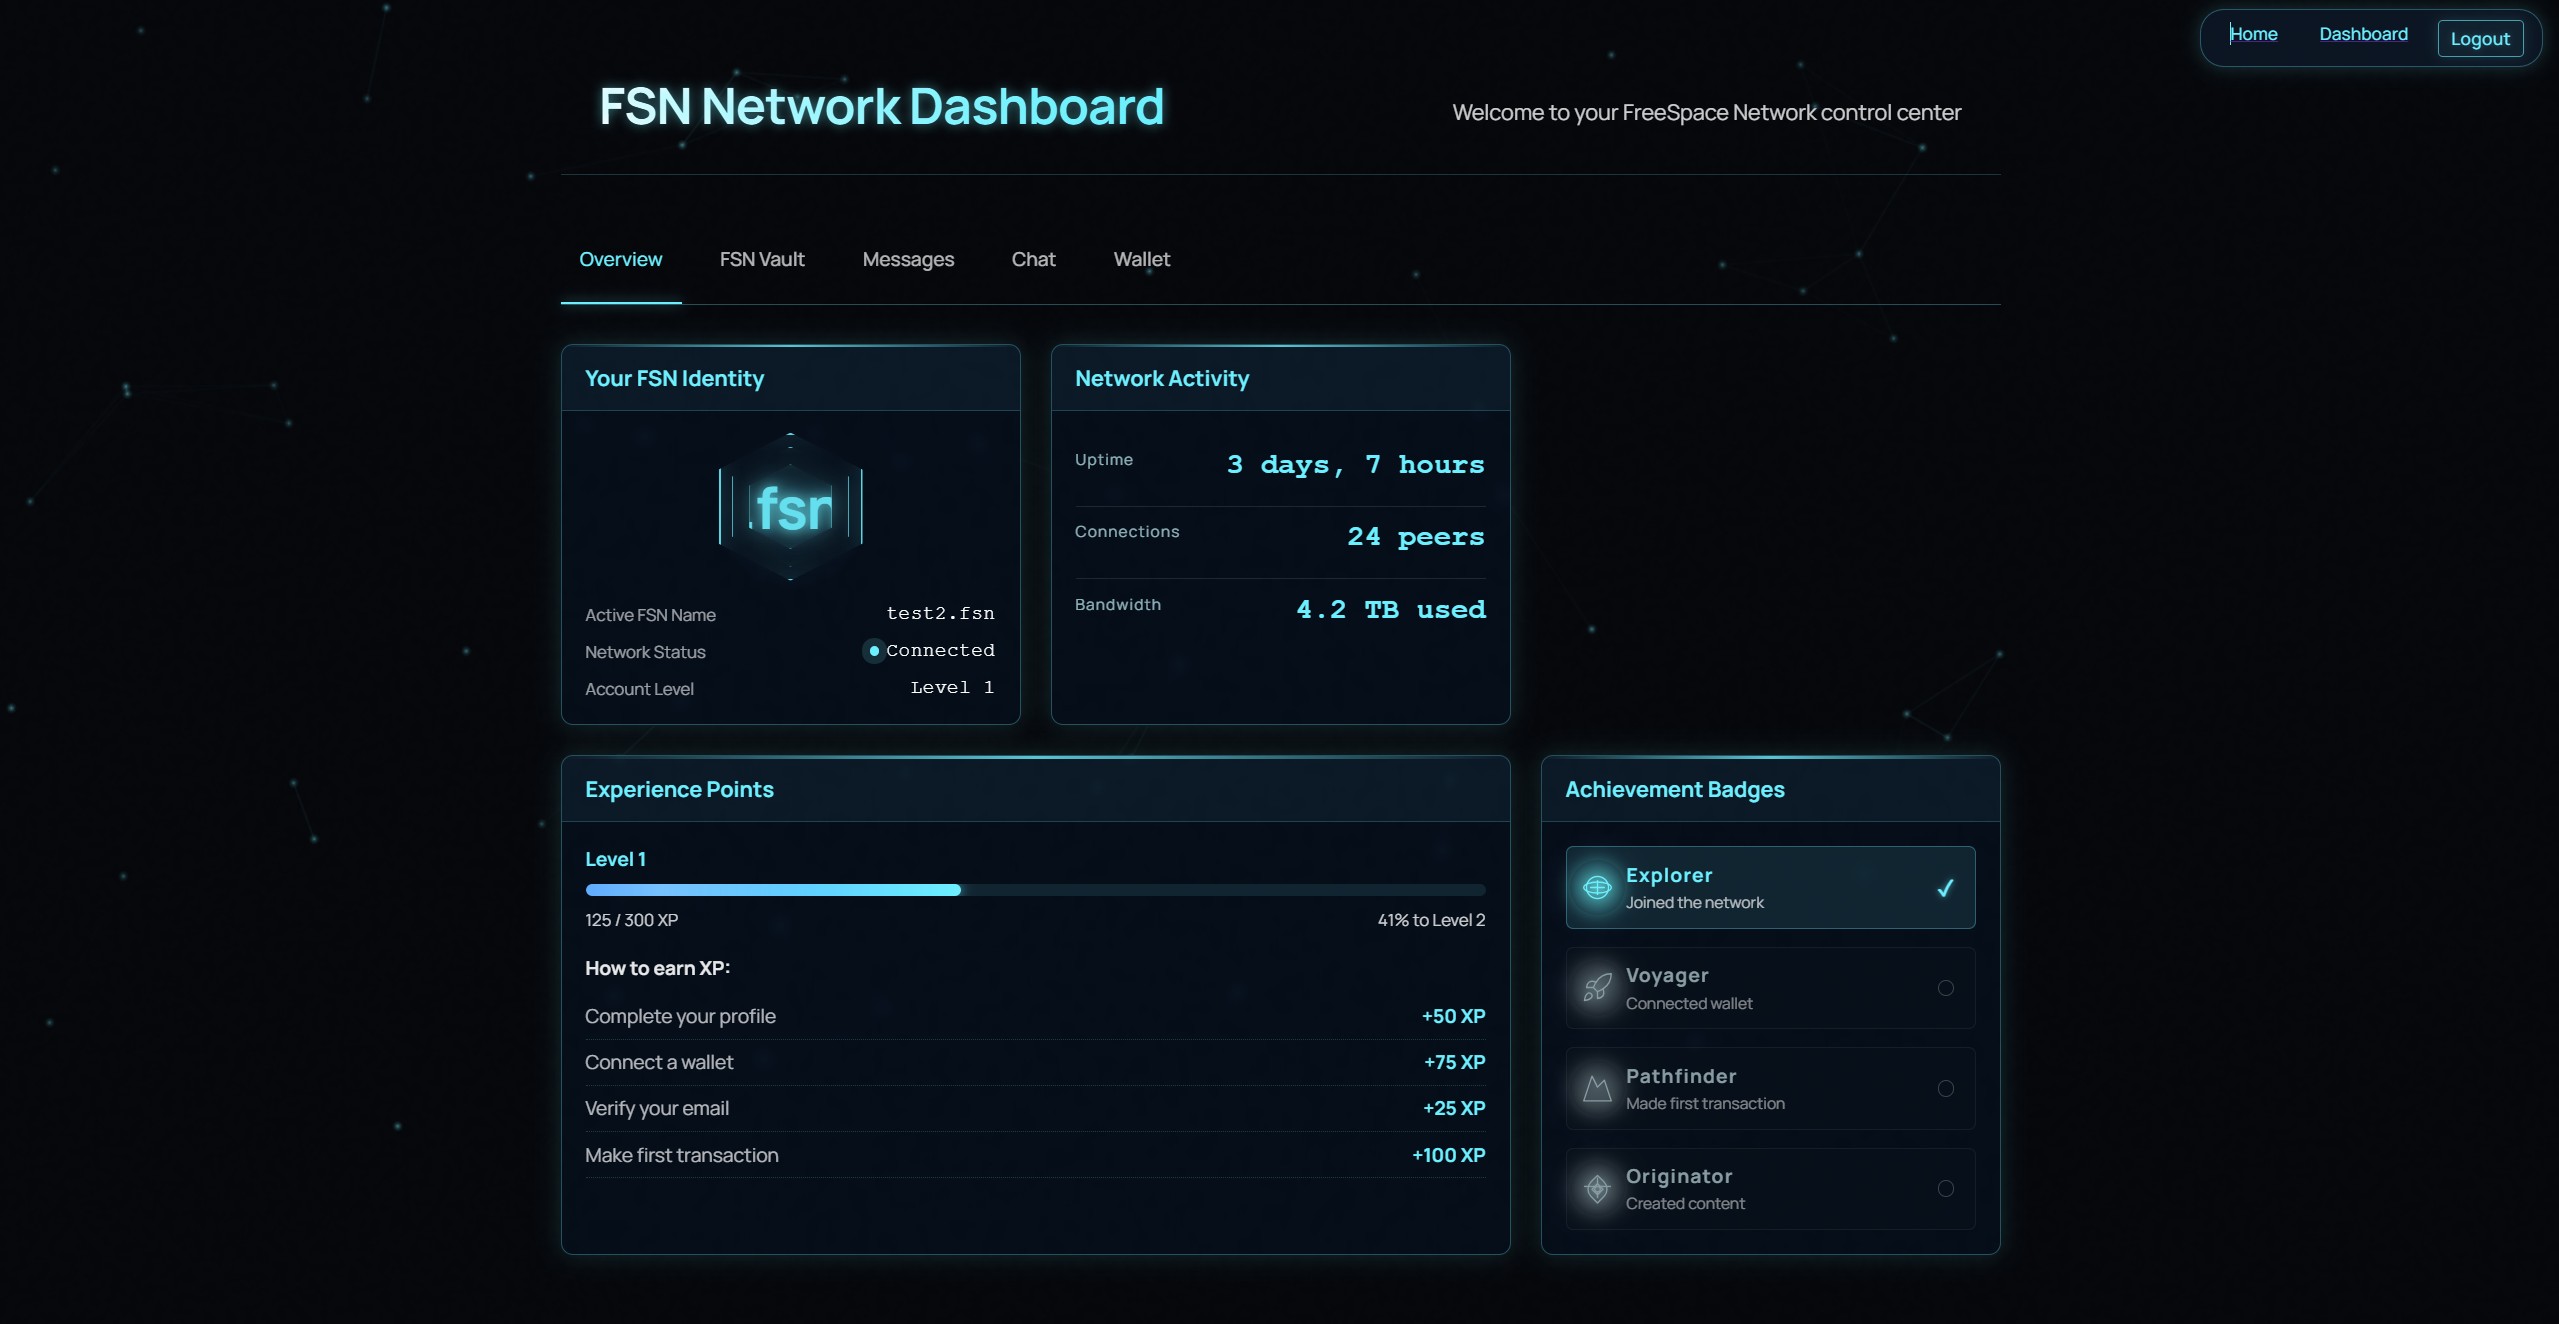 Home
Dashboard
Logout
FSN Network Dashboard
Welcome to your FreeSpace Network control center
Overview
FSN Vault
Messages
Chat
Wallet
Your FSN Identity
.fsn
Active FSN Name
test2.fsn
Network Status
Connected
Account Level
Level 1
Network Activity
Uptime
3 days, 7 hours
Connections
24 peers
Bandwidth
4.2 TB used
Experience Points
Level 1
125 / 300 XP
41% to Level 2
How to earn XP:
Complete your profile
+50 XP
Connect a wallet
+75 XP
Verify your email
+25 XP
Make first transaction
+100 XP
Achievement Badges
Explorer
Joined the network
Voyager
Connected wallet
Pathfinder
Made first transaction
Originator
Created content